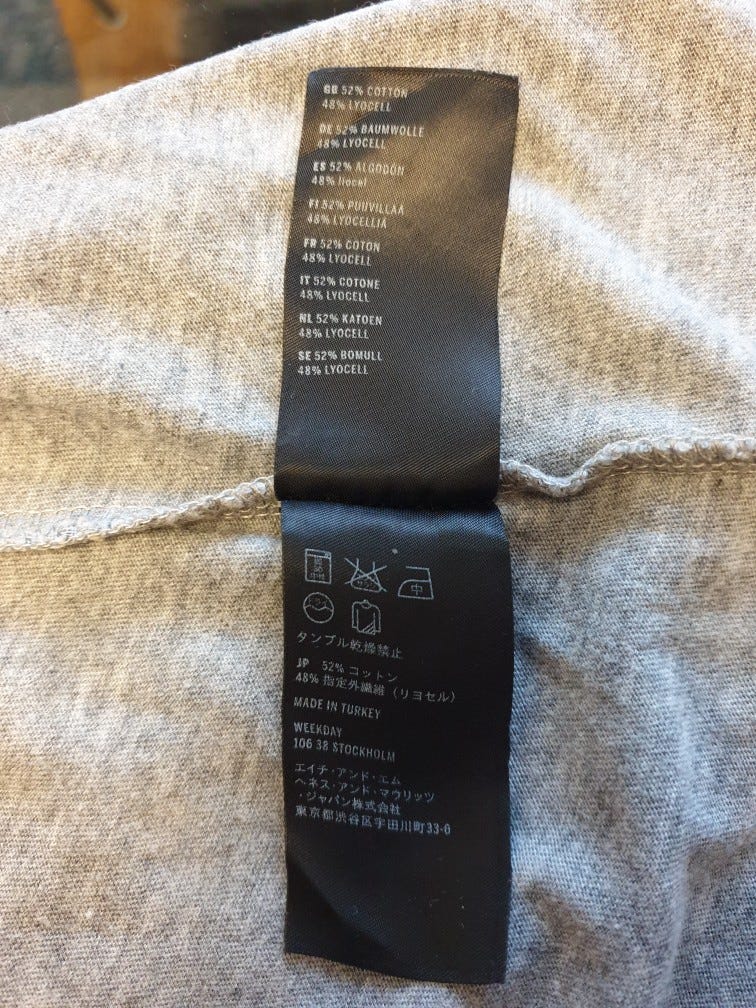 GB 52% COTTON
48% LYOCELL
DE 52% BAUMWOLLE
48% LYOCELL
ES 52% ALGODÓN
48% liocel
FI 52% PUUVILLAA
48% LYOCELLIÄ
FR 52% COTON
48% LYOCELL
IT 52% COTONE
48% LYOCELL
NL 52% KATOEN
48% LYOCELL
SE 52% BOMULL
48% LYOCELL
中
タンブル乾燥禁止
JP 52% コットン
48% 指定外繊維（リヨセル）
MADE IN TURKEY
WEEKDAY
106 38 STOCKHOLM
エイチ・アンド・エム
ヘネス・アンド・マウリッツ
・ジャパン株式会社
東京都渋谷区宇田川町33-6